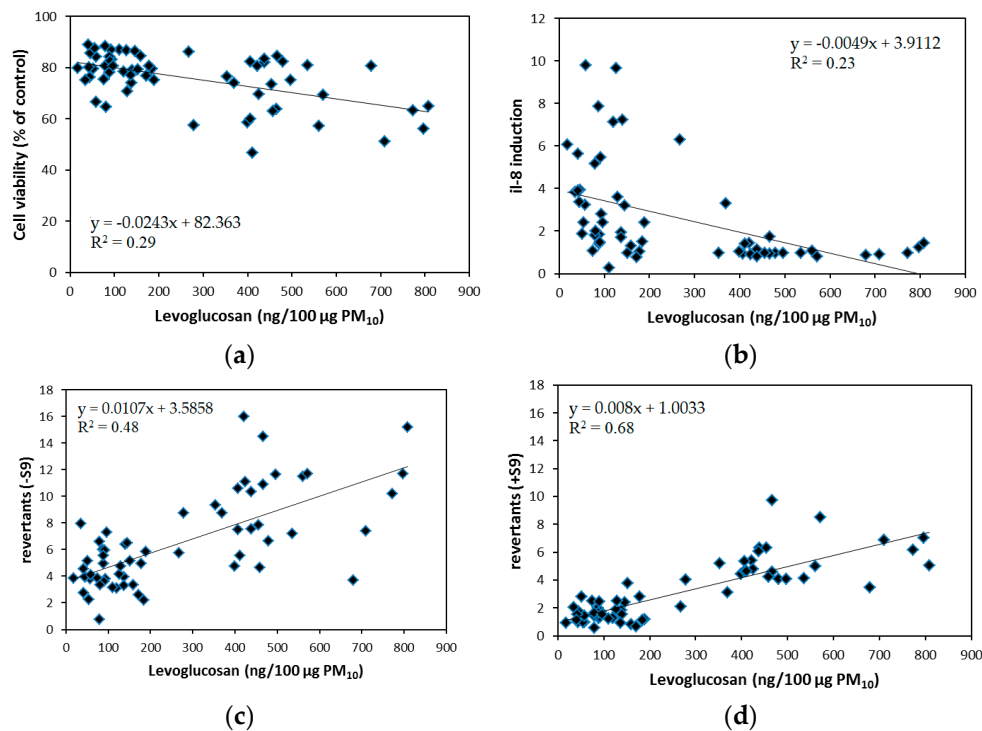 100
80
60
40
20
0
Cell viability (% of control)
y = -0.0243x + 82.363
R² = 0.29
0 100 200 300 400 500 600 700 800 900
Levoglucosan (ng/100 µg PM₁₀)
(a)
12
10
8
6
4
2
0
il-8 induction
y = -0.0049x + 3.9112
R² = 0.23
0 100 200 300 400 500 600 700 800 900
Levoglucosan (ng/100 µg PM₁₀)
(b)
18
16
14
12
10
8
6
4
2
0
revertants (-S9)
y = 0.0107x + 3.5858
R² = 0.48
0 100 200 300 400 500 600 700 800 900
Levoglucosan (ng/100 µg PM₁₀)
(c)
18
16
14
12
10
8
6
4
2
0
revertants (+S9)
y = 0.008x + 1.0033
R² = 0.68
0 100 200 300 400 500 600 700 800 900
Levoglucosan (ng/100 µg PM₁₀)
(d)